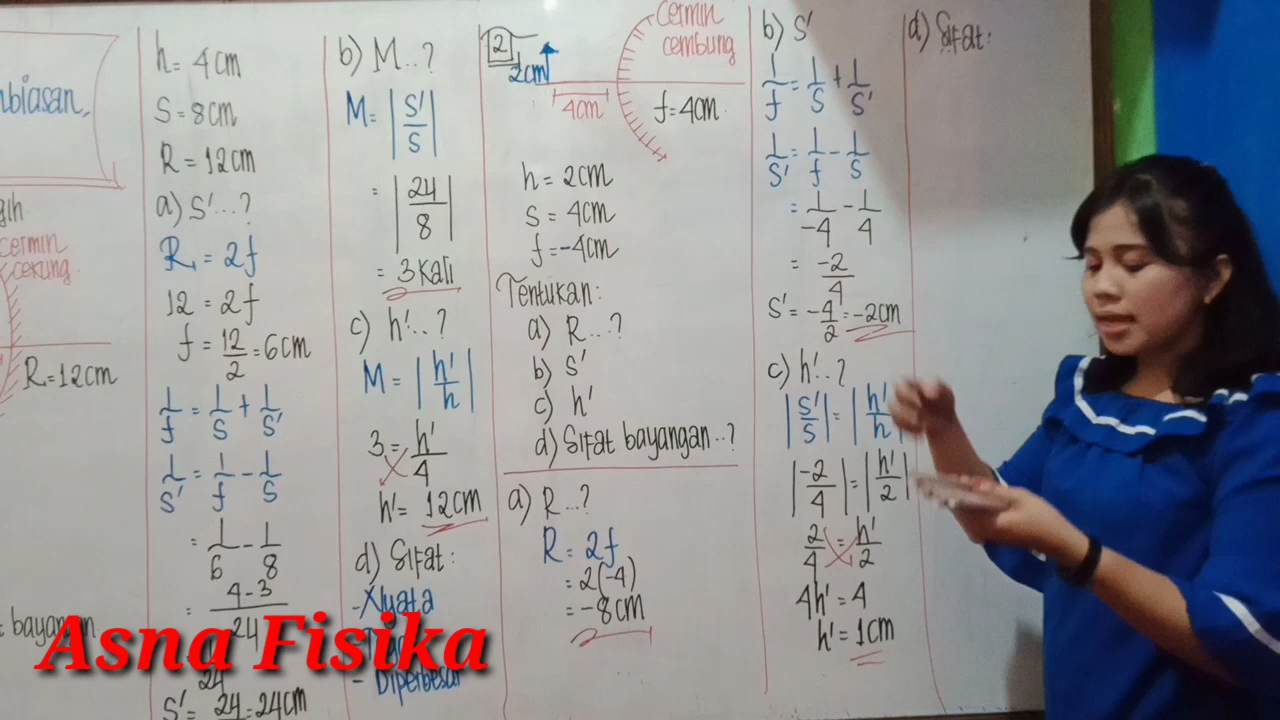 nbiasan,
cermin
cekung
R = 12cm
bayangan
h = 4cm
S = 8cm
R = 12cm
a) S'...?
R = 2f
12 = 2f
f = 12/2 = 6cm
1/f = 1/S + 1/S'
1/S' = 1/f - 1/S
= 1/6 - 1/8
= 4-3/24
24
S' = 24 = 24cm
b) M..?
M = |S'/S|
= |24/8|
= 3 kali
c) h'..?
M = |h'/h|
3 = h'/4
h' = 12cm
d) Sifat:
- Nyata
- Diperbesar
2
2cm
4cm
Cermin
cembung
f = 4cm
h = 2cm
S = 4cm
f = -4cm
Tentukan:
a) R...?
b) S'
c) h'
d) Sifat bayangan..?
a) R...?
R = 2f
= 2(-4)
= -8cm
b) S'
1/f = 1/S + 1/S'
1/S' = 1/f - 1/S
= 1/-4 - 1/4
= -2/4
S' = -4/2 = -2cm
c) h'..?
|S'/S| = |h'/h|
|-2/4| = |h'/2|
2/4 = h'/2
4h' = 4
h' = 1cm
d) Sifat:
Asna Fisika